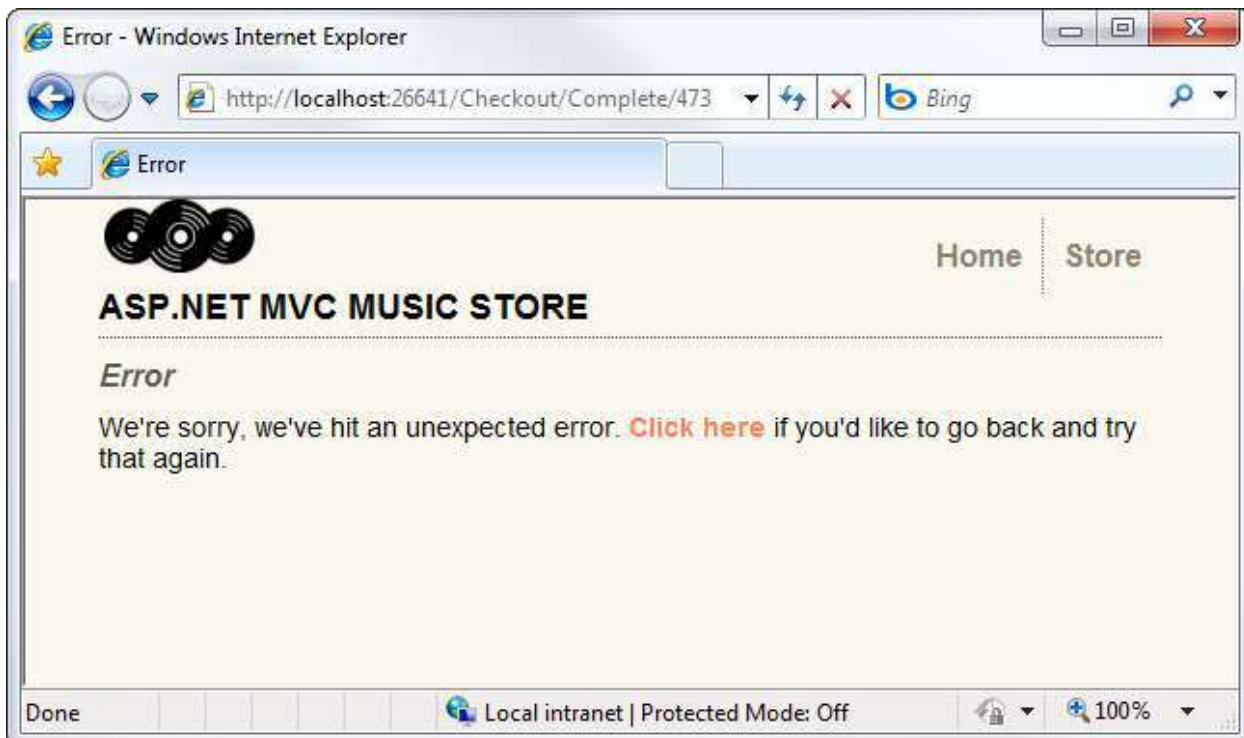 Error - Windows Internet Explorer
http://localhost:26641/Checkout/Complete/473
Bing
Error
Home
Store
ASP.NET MVC MUSIC STORE
Error
We're sorry, we've hit an unexpected error. Click here if you'd like to go back and try
that again.
Done
Local intranet | Protected Mode: Off
100%